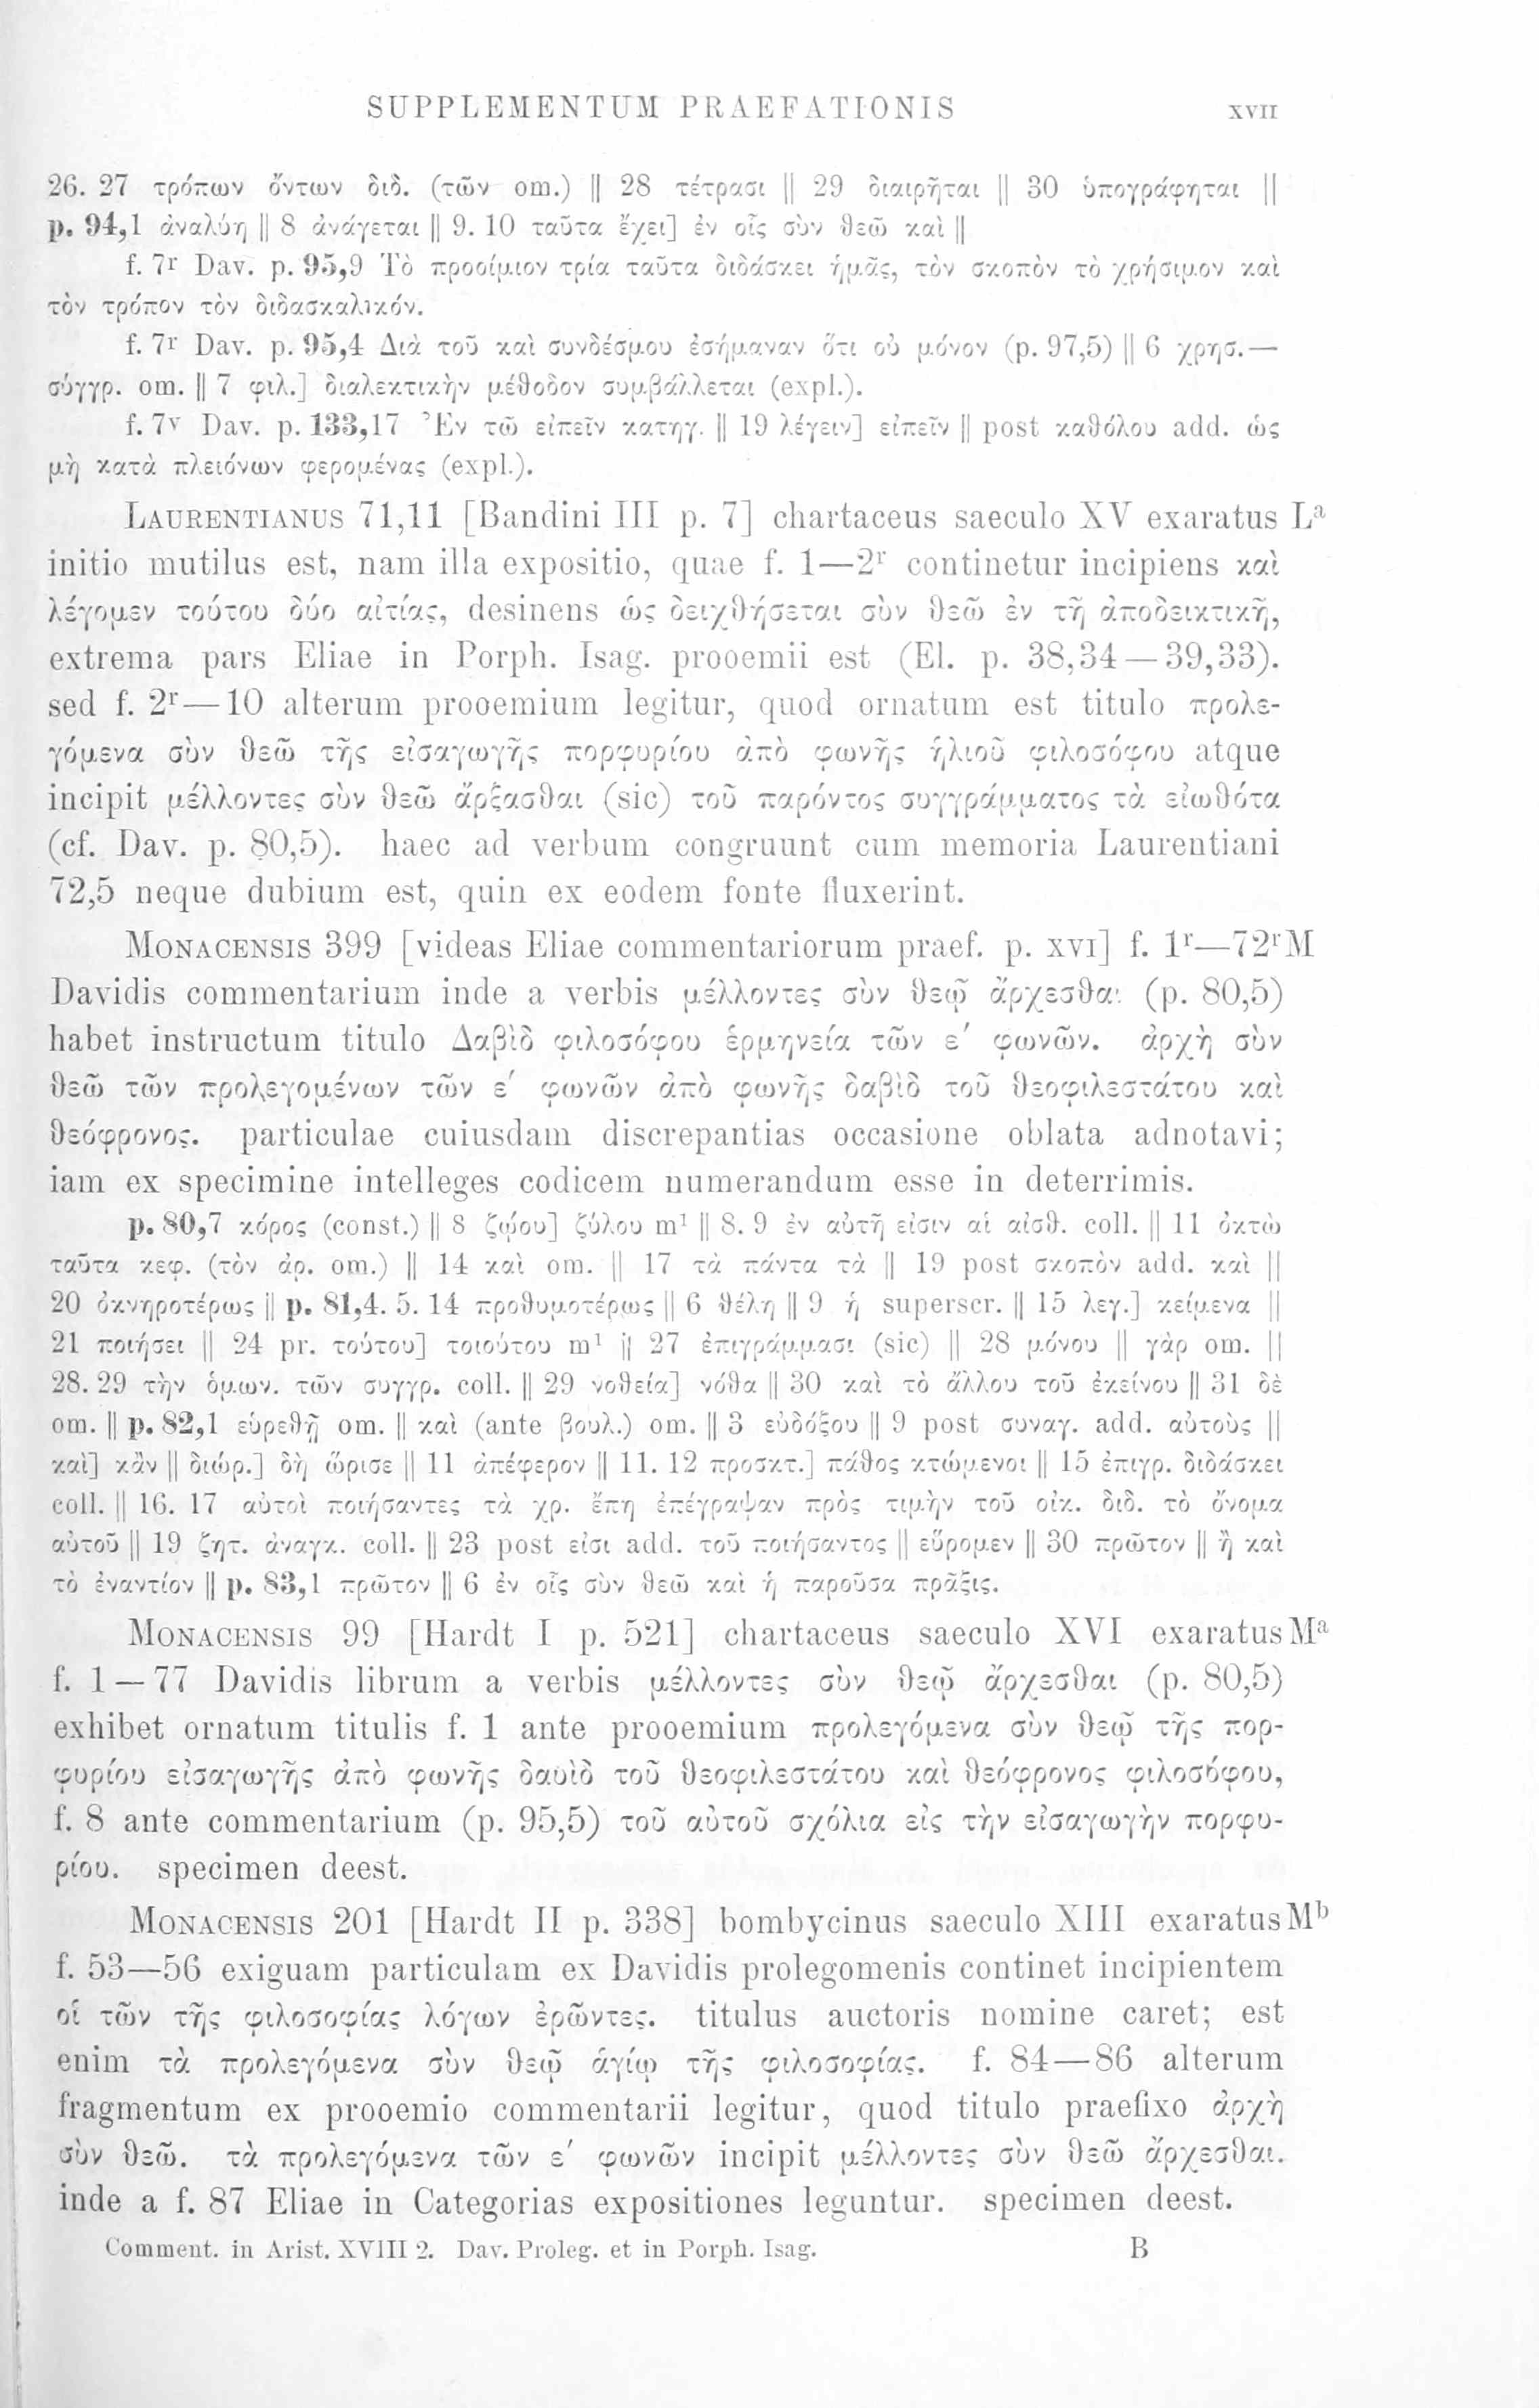 SUPPLEMENTUM PRAEFATIONIS XVII
26. 27 τρόπων ὄντων διδ. (τῶν om.) || 28 τέτρασι || 29 διαιρῆται || 30 ὑπογράφηται ||
p. 94,1 ἀναλύη || 8 ἀνάγεται || 9. 10 ταῦτα ἔχει] ἐν οἷς σὺν θεῶ καὶ ||
f. 7r Dav. p. 95,9 Τὸ προοίμιον τρία ταῦτα διδάσκει ἡμᾶς, τὸν σκοπὸν τὸ χρήσιμον καὶ
τὸν τρόπον τὸν διδασκαλικόν.
f. 7r Dav. p. 95,4 Διὰ τοῦ καὶ συνδέσμου ἐσήμαναν ὅτι οὐ μόνον (p. 97,5) || 6 χρησ.—
σύγγρ. om. || 7 φιλ.] διαλεκτικὴν μέθοδον συμβάλλεται (expl.).
f. 7v Dav. p. 133,17 Ἐν τῶ εἰπεῖν κατηγ. || 19 λέγειν] εἰπεῖν || post καθόλου add. ὡς
μὴ κατὰ πλειόνων φερομένας (expl.).
LAURENTIANUS 71,11 [Bandini III p. 7] chartaceus saeculo XV exaratus La
initio mutilus est, nam illa expositio, quae f. 1—2r continetur incipiens καὶ
λέγομεν τούτου δύο αἰτίας, desinens ὡς δειχθήσεται σὺν θεῶ ἐν τῆ ἀποδεικτικῆ,
extrema pars Eliae in Porph. Isag. prooemii est (El. p. 38,34—39,33).
sed f. 2r—10 alterum prooemium legitur, quod ornatum est titulo προλε-
γόμενα σὺν θεῶ τῆς εἰσαγωγῆς πορφυρίου ἀπὸ φωνῆς ἡλιοῦ φιλοσόφου atque
incipit μέλλοντες σὺν θεῶ ἄρξασθαι (sic) τοῦ παρόντος συγγράμματος τὰ εἰωθότα
(cf. Dav. p. 80,5). haec ad verbum congruunt cum memoria Laurentiani
72,5 neque dubium est, quin ex eodem fonte fluxerint.
MONACENSIS 399 [videas Eliae commentariorum praef. p. XVI] f. 1r—72r M
Davidis commentarium inde a verbis μέλλοντες σὺν θεῷ ἄρχεσθαι (p. 80,5)
habet instructum titulo Δαβὶδ φιλοσόφου ἑρμηνεία τῶν ε΄ φωνῶν. ἀρχὴ σὺν
θεῶ τῶν προλεγομένων τῶν ε΄ φωνῶν ἀπὸ φωνῆς δαβὶδ τοῦ θεοφιλεστάτου καὶ
θεόφρονος. particulae cuiusdam discrepantias occasione oblata adnotavi;
iam ex specimine intelleges codicem numerandum esse in deterrimis.
p. 80,7 κόρος (const.) || 8 ζῴου] ξύλου m1 || 8. 9 ἐν αὐτῆ εἰσιν αἱ αἰσθ. coll. || 11 ὀκτὼ
ταῦτα κεφ. (τὸν ἀρ. om.) || 14 καὶ om. || 17 τὰ πάντα τὰ || 19 post σκοπὸν add. καὶ ||
20 ὀκνηροτέρως || p. 81,4. 5. 14 προθυμοτέρως || 6 θέλη || 9 ἡ superscr. || 15 λεγ.] κείμενα ||
21 ποιήσει || 24 pr. τούτου] τοιούτου m1 || 27 ἐπιγράμμασι (sic) || 28 μόνου || γὰρ om. ||
28. 29 τὴν ὁμων. τῶν συγγρ. coll. || 29 νοθεία] νόθα || 30 καὶ τὸ ἄλλου τοῦ ἐκείνου || 31 δὲ
om. || p. 82,1 εὑρεθῇ om. || καὶ (ante βουλ.) om. || 3 εὐδόξου || 9 post συναγ. add. αὐτοὺς ||
καὶ] κἂν || διώρ.] δὴ ὥρισε || 11 ἀπέφερον || 11. 12 προσκτ.] πάθος κτώμενοι || 15 ἐπιγρ. διδάσκει
coll. || 16. 17 αὐτοὶ ποιήσαντες τὰ χρ. ἔπη ἐπέγραψαν πρὸς τιμὴν τοῦ οἰκ. διδ. τὸ ὄνομα
αὐτοῦ || 19 ζητ. ἀναγκ. coll. || 23 post εἰσι add. τοῦ ποιήσαντος || εὕρομεν || 30 πρῶτον || ἢ καὶ
τὸ ἐναντίον || p. 83,1 πρῶτον || 6 ἐν οἷς σὺν θεῶ καὶ ἡ παροῦσα πρᾶξις.
MONACENSIS 99 [Hardt I p. 521] chartaceus saeculo XVI exaratus Ma
f. 1—77 Davidis librum a verbis μέλλοντες σὺν θεῷ ἄρχεσθαι (p. 80,5)
exhibet ornatum titulis f. 1 ante prooemium προλεγόμενα σὺν θεῷ τῆς πορ-
φυρίου εἰσαγωγῆς ἀπὸ φωνῆς δαυὶδ τοῦ θεοφιλεστάτου καὶ θεόφρονος φιλοσόφου,
f. 8 ante commentarium (p. 95,5) τοῦ αὐτοῦ σχόλια εἰς τὴν εἰσαγωγὴν πορφυ-
ρίου. specimen deest.
MONACENSIS 201 [Hardt II p. 338] bombycinus saeculo XIII exaratus Mb
f. 53—56 exiguam particulam ex Davidis prolegomenis continet incipientem
οἱ τῶν τῆς φιλοσοφίας λόγων ἐρῶντες. titulus auctoris nomine caret; est
enim τὰ προλεγόμενα σὺν θεῷ ἁγίῳ τῆς φιλοσοφίας. f. 84—86 alterum
fragmentum ex prooemio commentarii legitur, quod titulo praefixo ἀρχὴ
σὺν θεῶ. τὰ προλεγόμενα τῶν ε΄ φωνῶν incipit μέλλοντες σὺν θεῶ ἄρχεσθαι.
inde a f. 87 Eliae in Categorias expositiones leguntur. specimen deest.
Comment. in Arist. XVIII 2. Dav. Proleg. et in Porph. Isag. B